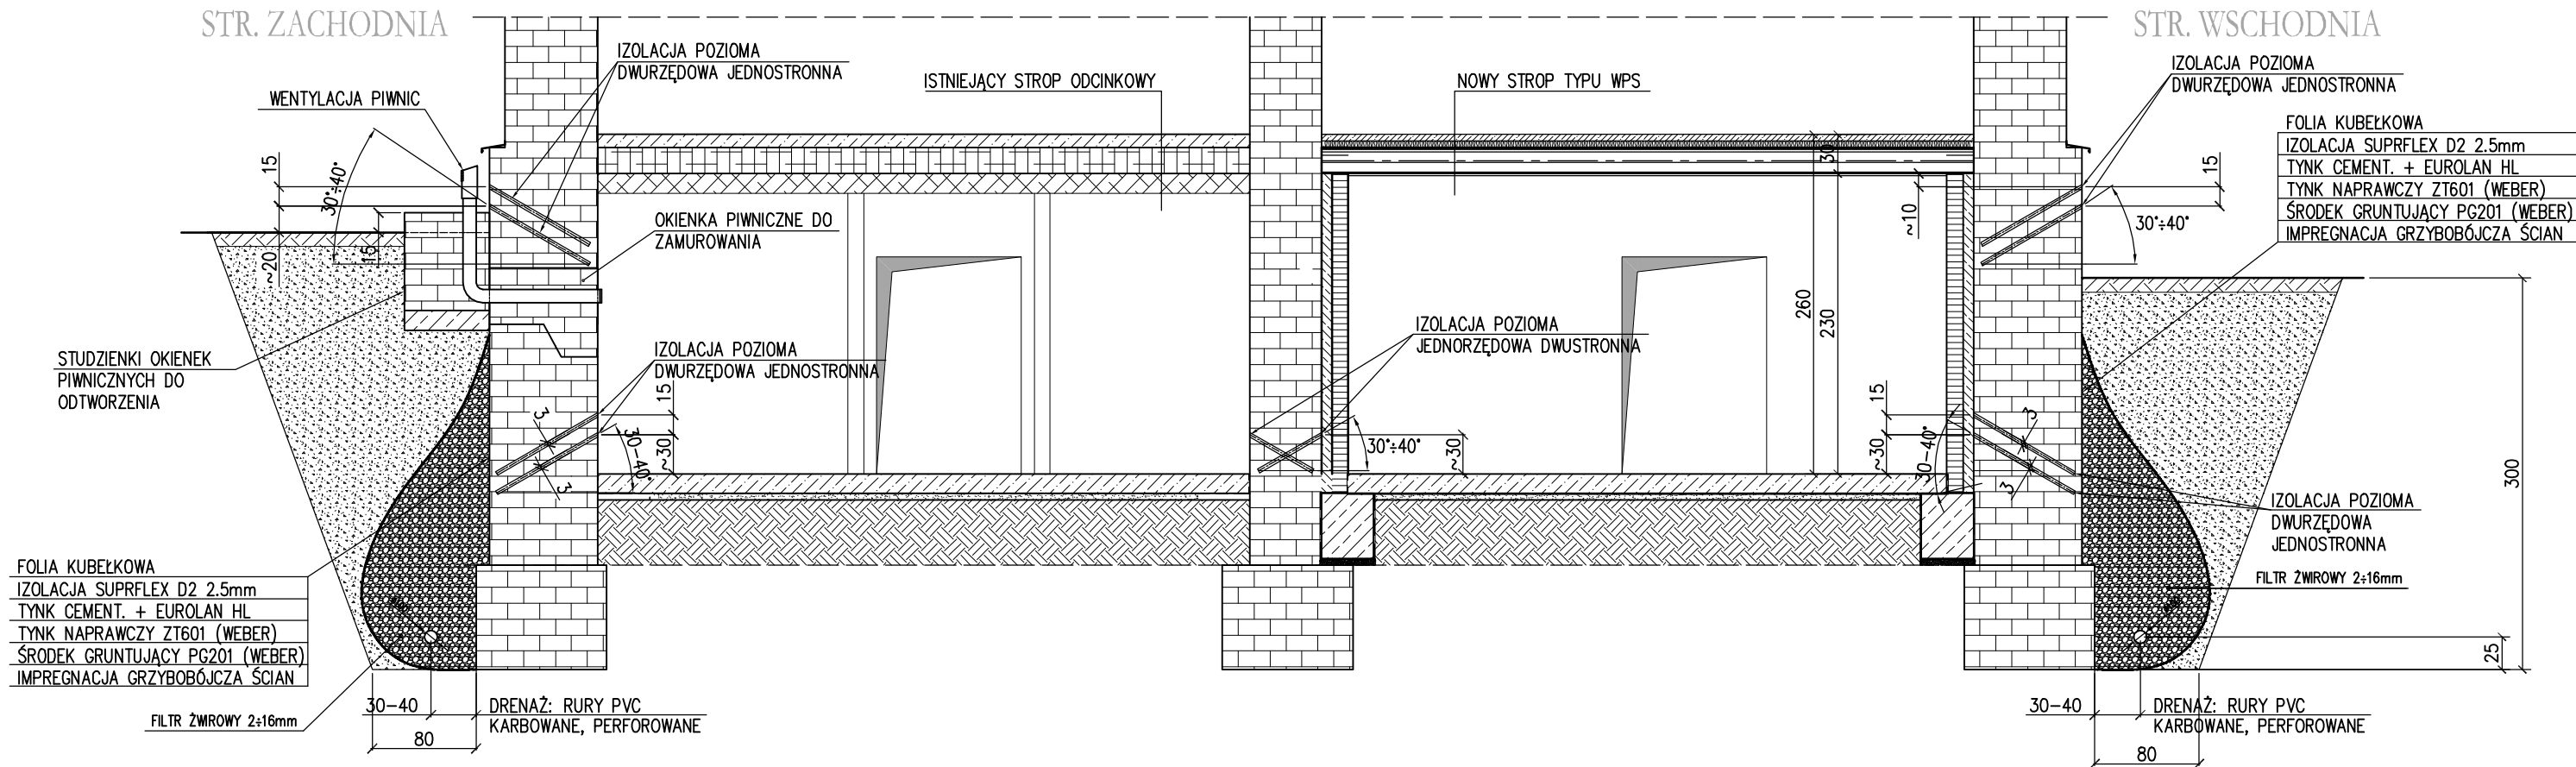 STR. ZACHODNIA
STR. WSCHODNIA
IZOLACJA POZIOMA
DWURZĘDOWA JEDNOSTRONNA
WENTYLACJA PIWNIC
ISTNIEJĄCY STROP ODCINKOWY
NOWY STROP TYPU WPS
IZOLACJA POZIOMA
DWURZĘDOWA JEDNOSTRONNA
FOLIA KUBEŁKOWA
IZOLACJA SUPRFLEX D2 2.5mm
TYNK CEMENT. + EUROLAN HL
TYNK NAPRAWCZY ZT601 (WEBER)
ŚRODEK GRUNTUJĄCY PG201 (WEBER)
IMPREGNACJA GRZYBOBÓJCZA ŚCIAN
15
30°÷40°
~20
15
OKIENKA PIWNICZNE DO
ZAMUROWANIA
30
~10
260
230
15
30°÷40°
STUDZIENKI OKIENEK
PIWNICZNYCH DO
ODTWORZENIA
IZOLACJA POZIOMA
DWURZĘDOWA JEDNOSTRONNA
15
~30
30-40°
3
3
IZOLACJA POZIOMA
JEDNORZĘDOWA DWUSTRONNA
30°÷40°
~30
15
~30
30-40°
3
3
300
IZOLACJA POZIOMA
DWURZĘDOWA
JEDNOSTRONNA
FILTR ŻWIROWY 2÷16mm
25
FOLIA KUBEŁKOWA
IZOLACJA SUPRFLEX D2 2.5mm
TYNK CEMENT. + EUROLAN HL
TYNK NAPRAWCZY ZT601 (WEBER)
ŚRODEK GRUNTUJĄCY PG201 (WEBER)
IMPREGNACJA GRZYBOBÓJCZA ŚCIAN
FILTR ŻWIROWY 2÷16mm
30-40
80
DRENAŻ: RURY PVC
KARBOWANE, PERFOROWANE
30-40
80
DRENAŻ: RURY PVC
KARBOWANE, PERFOROWANE